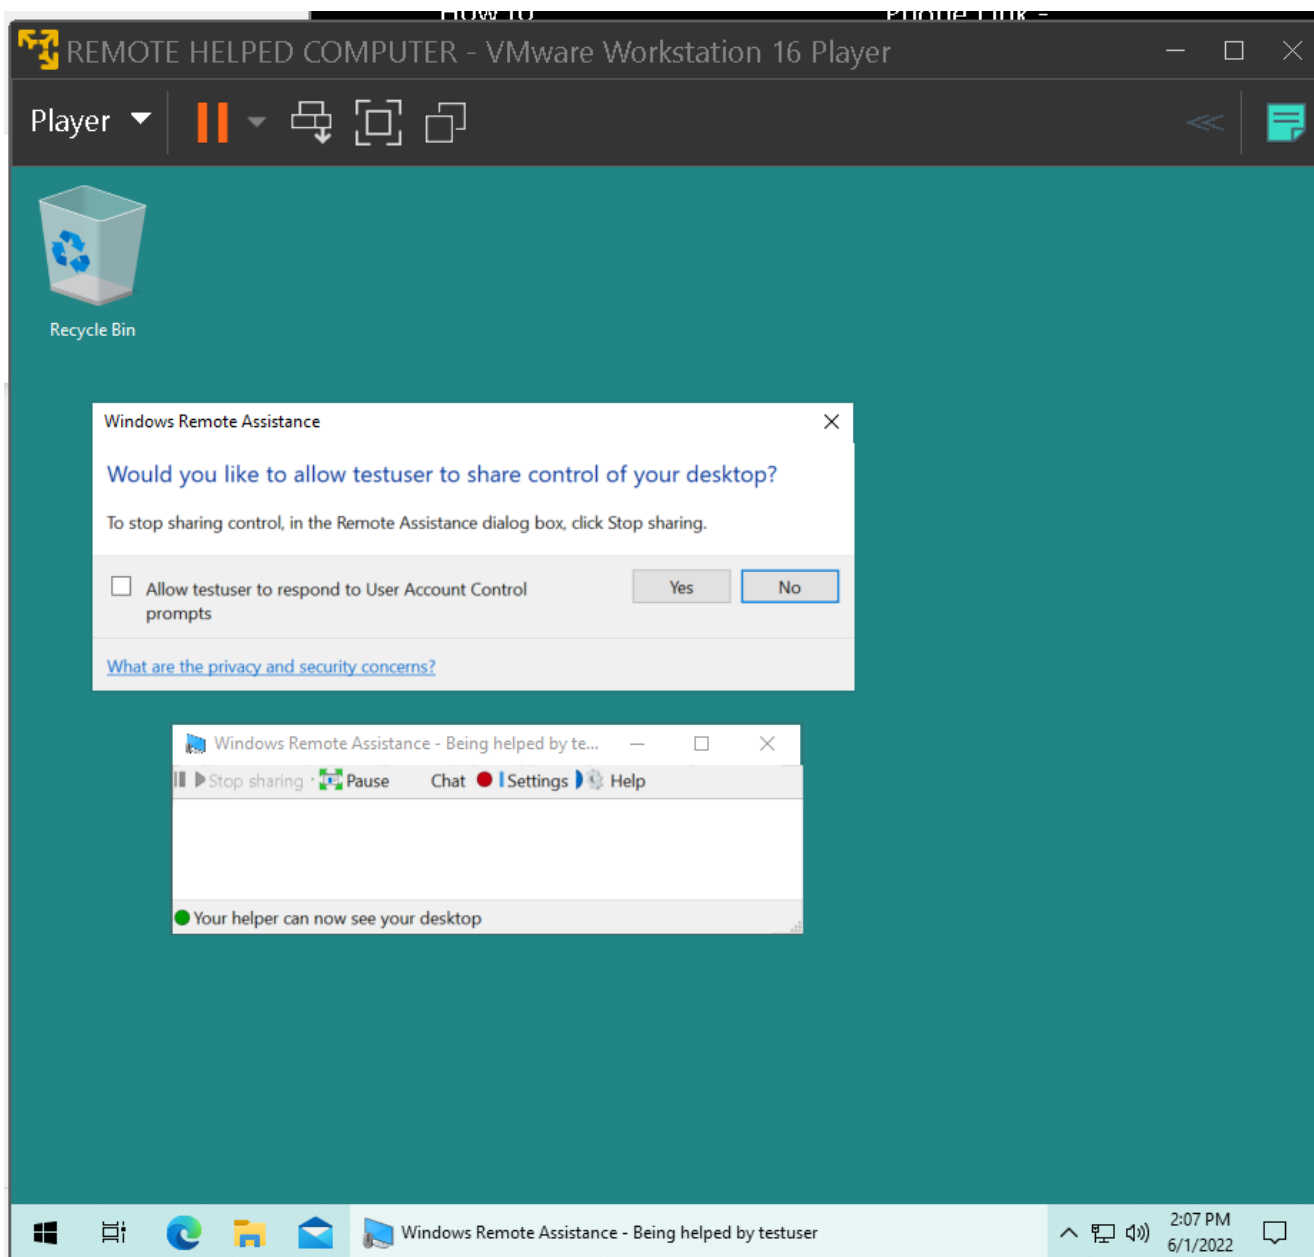 How to
Phone Link -
REMOTE HELPED COMPUTER - VMware Workstation 16 Player
Player
Recycle Bin
Windows Remote Assistance
Would you like to allow testuser to share control of your desktop?
To stop sharing control, in the Remote Assistance dialog box, click Stop sharing.
Allow testuser to respond to User Account Control
prompts
Yes
No
What are the privacy and security concerns?
Windows Remote Assistance - Being helped by te...
Stop sharing
Pause
Chat
Settings
Help
Your helper can now see your desktop
Windows Remote Assistance - Being helped by testuser
2:07 PM
6/1/2022